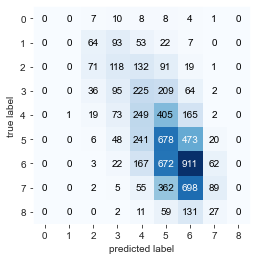 0 0 0 7 10 8 8 4 1 0
1 0 0 64 93 53 22 7 0 0
2 0 0 71 118 132 91 19 1 0
3 0 0 36 95 225 209 64 2 0
4 0 1 19 73 249 405 165 2 0
5 0 0 6 48 241 678 473 20 0
6 0 0 3 22 167 672 911 62 0
7 0 0 2 5 55 362 698 89 0
8 0 0 0 2 11 59 131 27 0
0 1 2 3 4 5 6 7 8
true label
predicted label